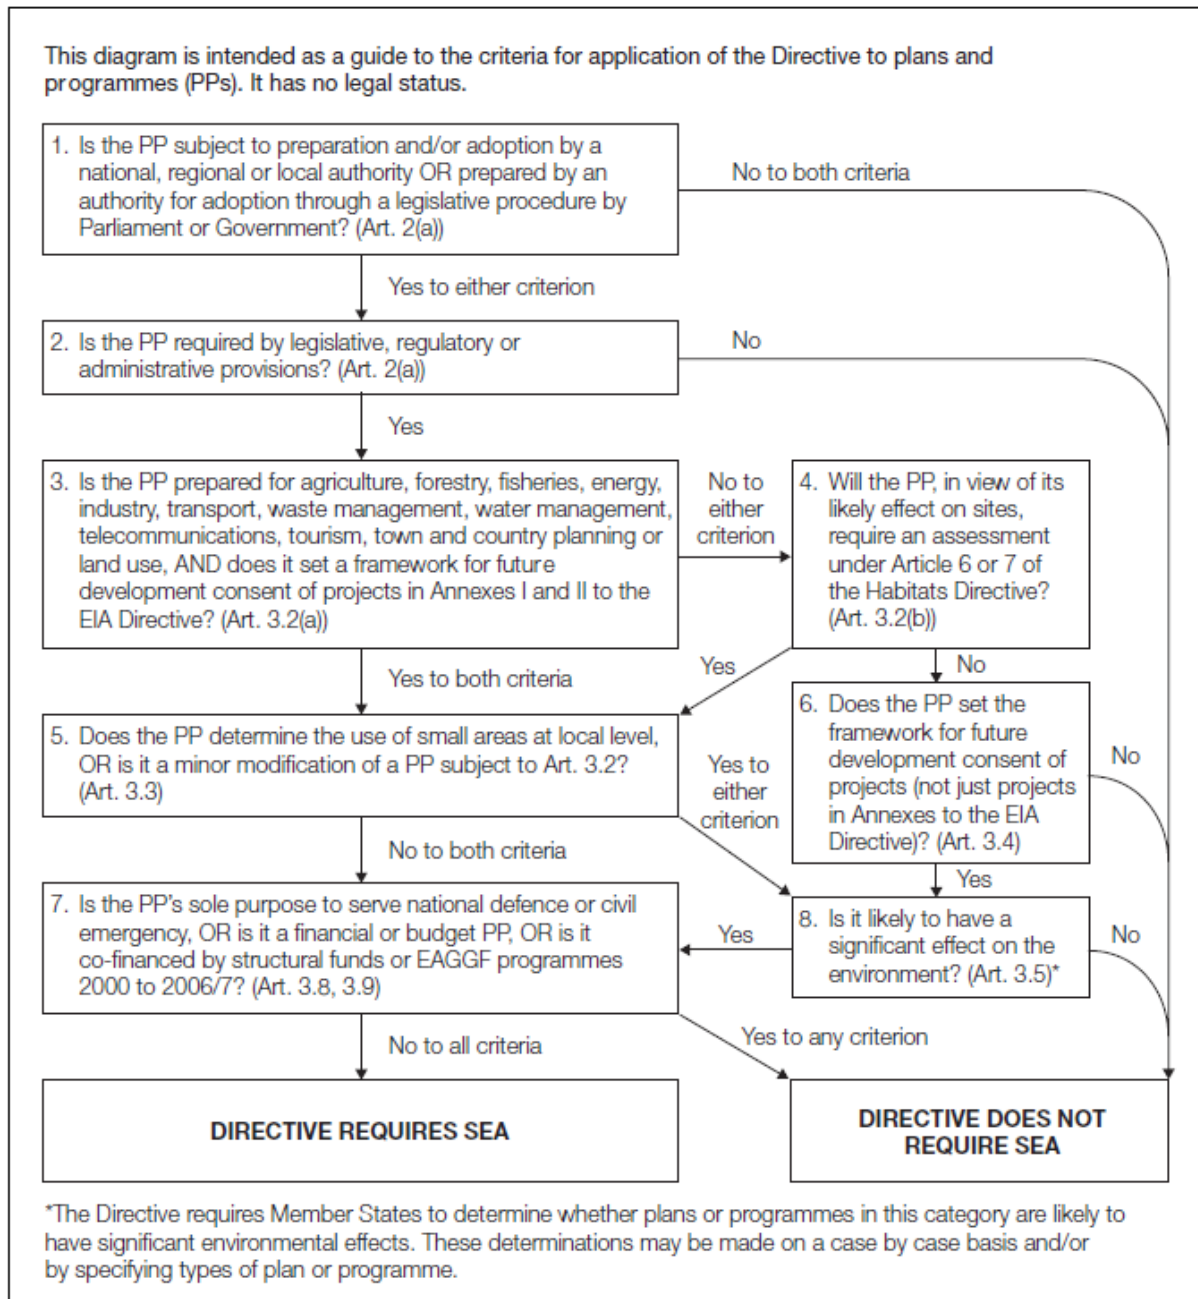 This diagram is intended as a guide to the criteria for application of the Directive to plans and
programmes (PPs). It has no legal status.
1. Is the PP subject to preparation and/or adoption by a
national, regional or local authority OR prepared by an
authority for adoption through a legislative procedure by
Parliament or Government? (Art. 2(a))
No to both criteria
Yes to either criterion
2. Is the PP required by legislative, regulatory or
administrative provisions? (Art. 2(a))
No
Yes
3. Is the PP prepared for agriculture, forestry, fisheries, energy,
industry, transport, waste management, water management,
telecommunications, tourism, town and country planning or
land use, AND does it set a framework for future
development consent of projects in Annexes I and II to the
EIA Directive? (Art. 3.2(a))
No to
either
criterion
4. Will the PP, in view of its
likely effect on sites,
require an assessment
under Article 6 or 7 of
the Habitats Directive?
(Art. 3.2(b))
Yes to both criteria
Yes
No
5. Does the PP determine the use of small areas at local level,
OR is it a minor modification of a PP subject to Art. 3.2?
(Art. 3.3)
Yes to
either
criterion
6. Does the PP set the
framework for future
development consent of
projects (not just projects
in Annexes to the EIA
Directive)? (Art. 3.4)
No
No to both criteria
Yes
7. Is the PP's sole purpose to serve national defence or civil
emergency, OR is it a financial or budget PP, OR is it
co-financed by structural funds or EAGGF programmes
2000 to 2006/7? (Art. 3.8, 3.9)
Yes
8. Is it likely to have a
significant effect on the
environment? (Art. 3.5)*
No
No to all criteria
Yes to any criterion
DIRECTIVE REQUIRES SEA
DIRECTIVE DOES NOT
REQUIRE SEA
*The Directive requires Member States to determine whether plans or programmes in this category are likely to
have significant environmental effects. These determinations may be made on a case by case basis and/or
by specifying types of plan or programme.